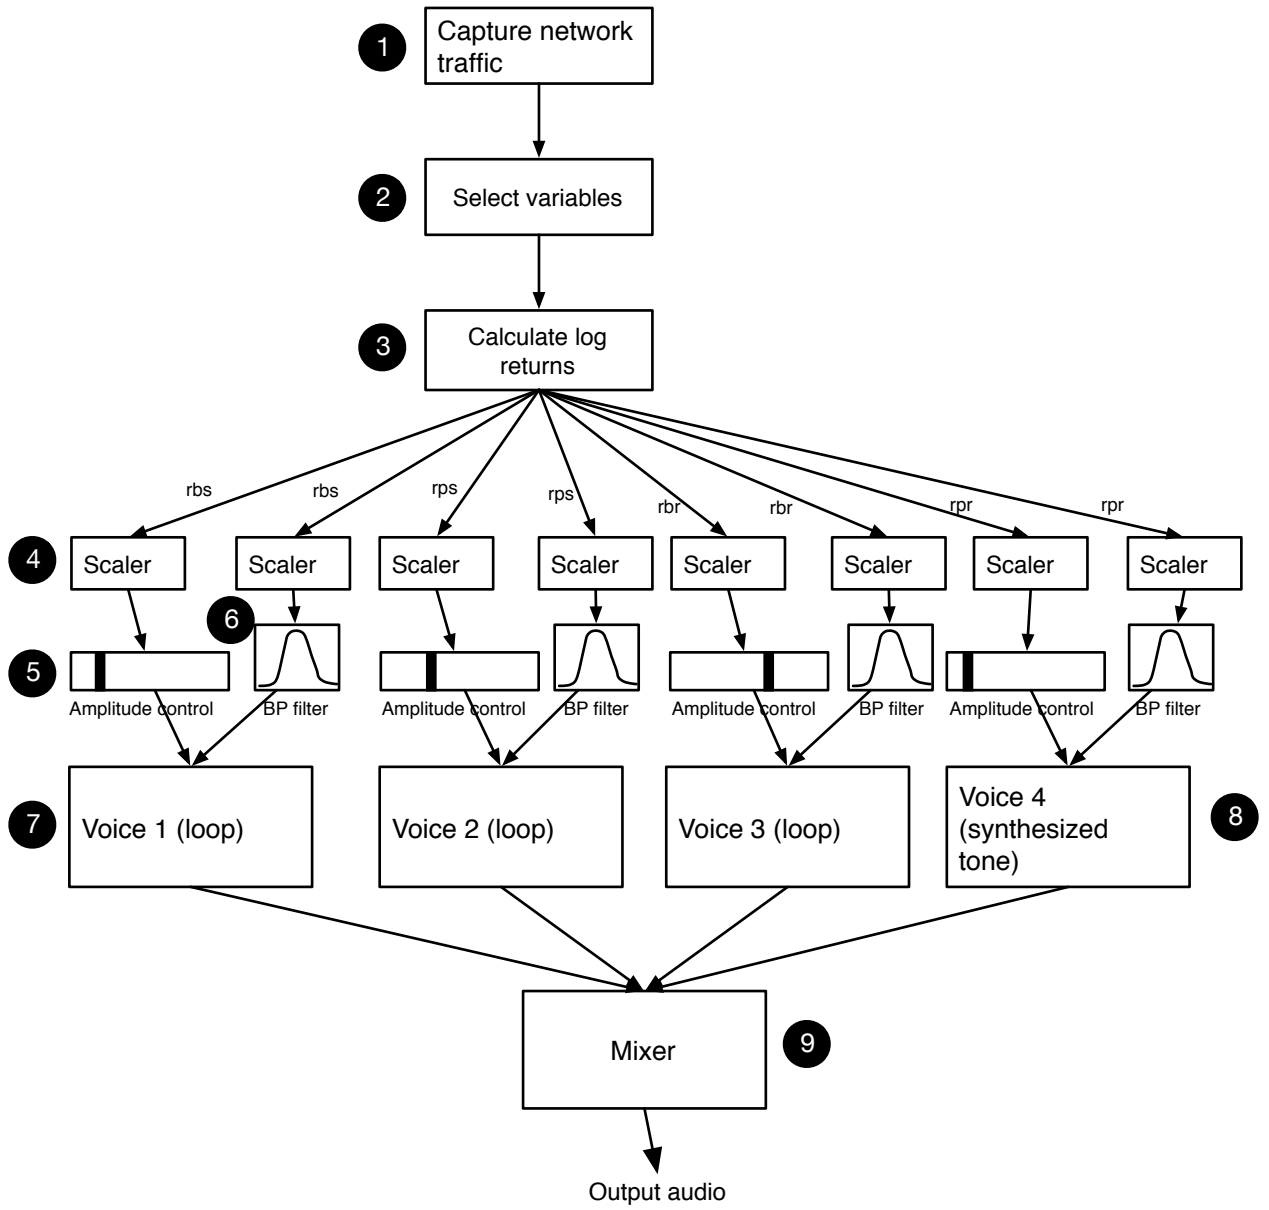 1
Capture network
traffic
2
Select variables
3
Calculate log
returns
rbs
rbs
rps
rps
rbr
rbr
rpr
rpr
4
Scaler
Scaler
Scaler
Scaler
Scaler
Scaler
Scaler
Scaler
6
5
Amplitude control
BP filter
Amplitude control
BP filter
Amplitude control
BP filter
Amplitude control
BP filter
7
Voice 1 (loop)
Voice 2 (loop)
Voice 3 (loop)
Voice 4
(synthesized
tone)
8
Mixer
9
Output audio